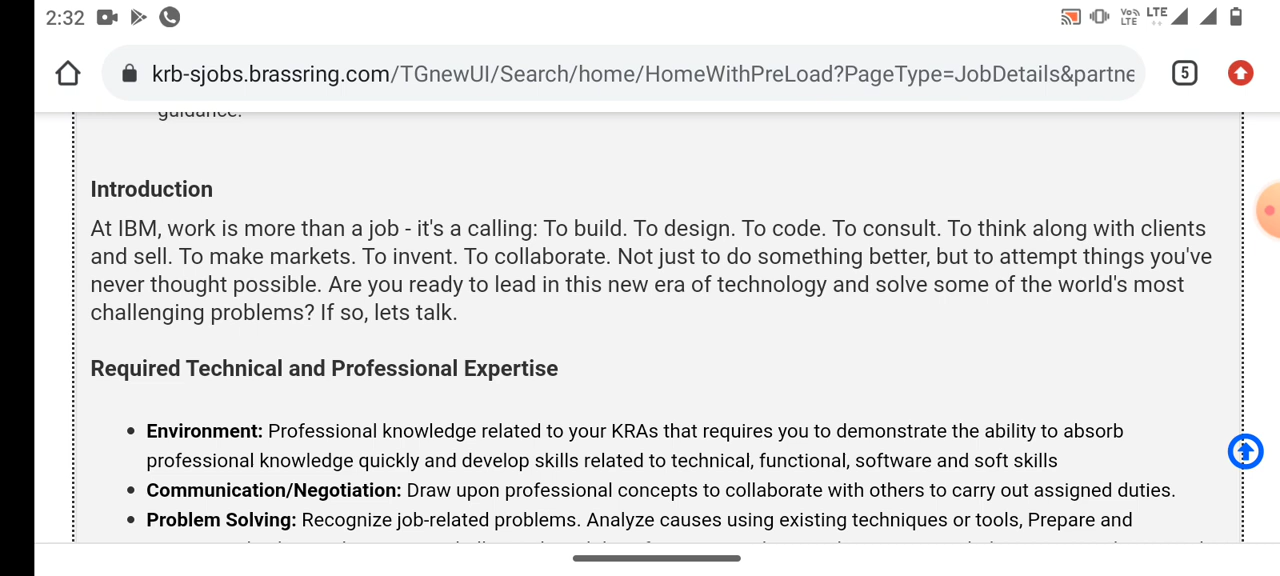 2:32
Vo LTE LTE
krb-sjobs.brassring.com/TGnewUI/Search/home/HomeWithPreLoad?PageType=JobDetails&partne
5
guidance.
Introduction
At IBM, work is more than a job - it's a calling: To build. To design. To code. To consult. To think along with clients
and sell. To make markets. To invent. To collaborate. Not just to do something better, but to attempt things you've
never thought possible. Are you ready to lead in this new era of technology and solve some of the world's most
challenging problems? If so, lets talk.
Required Technical and Professional Expertise
• Environment: Professional knowledge related to your KRAs that requires you to demonstrate the ability to absorb
professional knowledge quickly and develop skills related to technical, functional, software and soft skills
• Communication/Negotiation: Draw upon professional concepts to collaborate with others to carry out assigned duties.
• Problem Solving: Recognize job-related problems. Analyze causes using existing techniques or tools, Prepare and